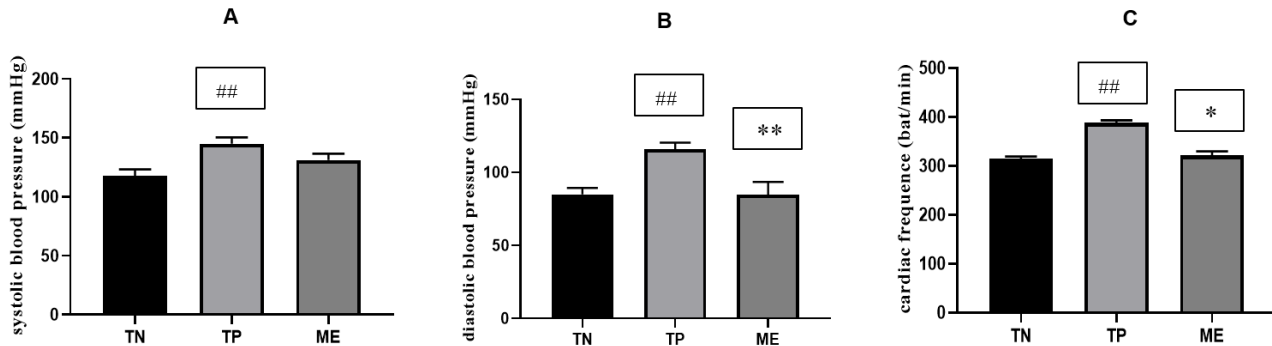 A
systolic blood pressure (mmHg)
200
150
100
50
0
##
TN TP ME
B
diastolic blood pressure (mmHg)
150
100
50
0
##
**
TN TP ME
C
cardiac frequence (bat/min)
500
400
300
200
100
0
##
*
TN TP ME